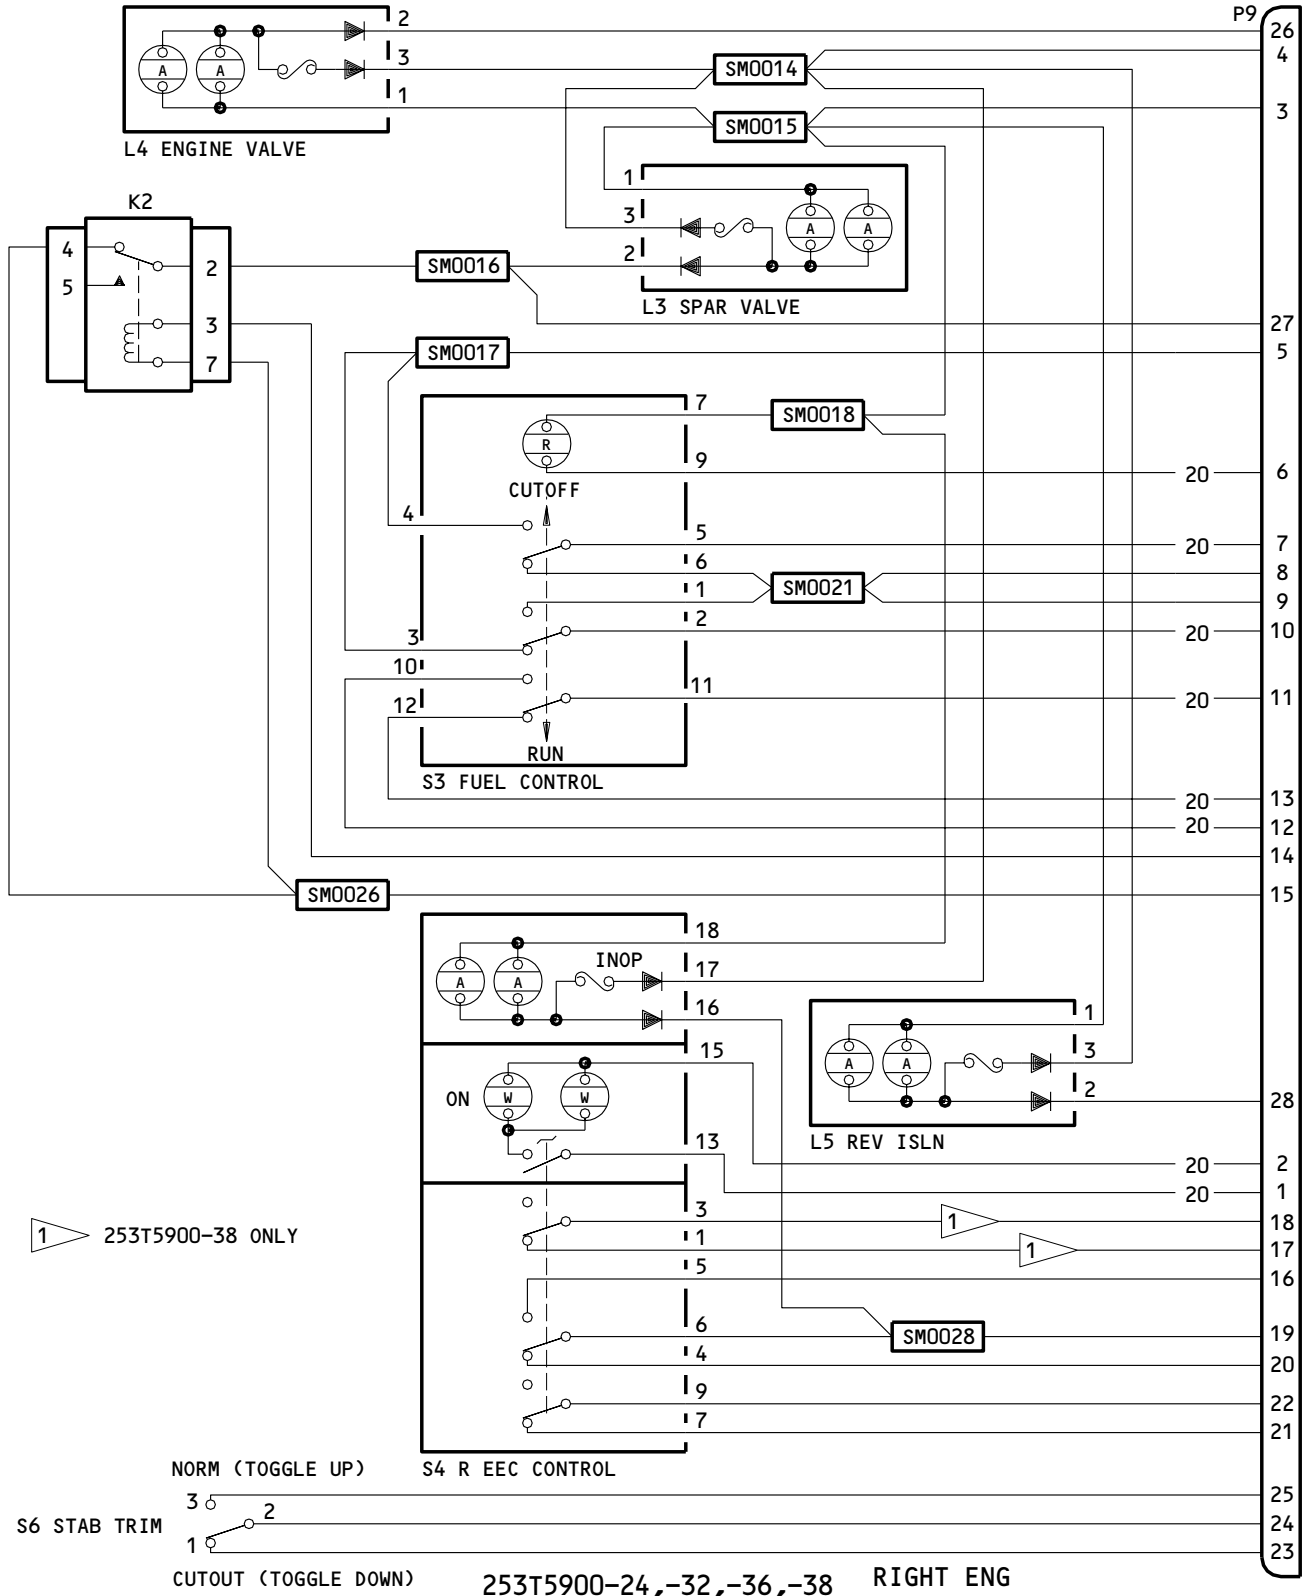 P9
2
26
4
3
SM0014
A
A
1
3
SM0015
L4 ENGINE VALVE
1
K2
3
A
A
4
2
SM0016
2
5
L3 SPAR VALVE
3
27
SM0017
5
7
7
SM0018
R
9
20
6
CUTOFF
4
5
20
7
6
8
1
SM0021
9
2
3
20
10
10
11
20
11
12
RUN
S3 FUEL CONTROL
20
13
20
12
14
SM0026
15
18
INOP
A
A
17
16
1
15
A
A
3
ON
W
W
2
28
L5 REV ISLN
13
20
2
20
1
3
1
18
1 253T5900-38 ONLY
1
1
17
5
16
6
SM0028
19
4
20
9
22
7
21
NORM (TOGGLE UP)
S4 R EEC CONTROL
3
25
2
S6 STAB TRIM
24
1
23
CUTOUT (TOGGLE DOWN)
253T5900-24,-32,-36,-38
RIGHT ENG